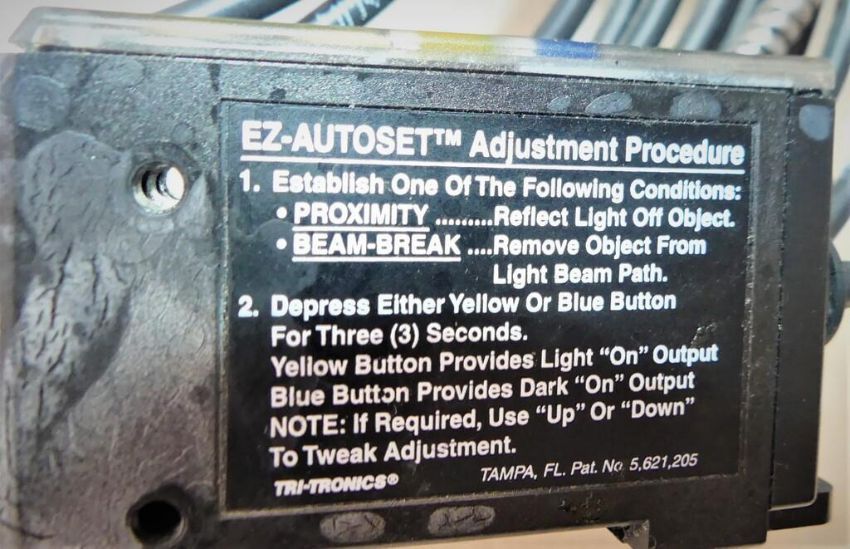 EZ-AUTOSET™ Adjustment Procedure
1. Establish One Of The Following Conditions:
• PROXIMITY .........Reflect Light Off Object.
• BEAM-BREAK ....Remove Object From
Light Beam Path.
2. Depress Either Yellow Or Blue Button
For Three (3) Seconds.
Yellow Button Provides Light “On” Output
Blue Button Provides Dark “On” Output
NOTE: If Required, Use “Up” Or “Down”
To Tweak Adjustment.
TRI-TRONICS® TAMPA, FL. Pat. No 5,621,205